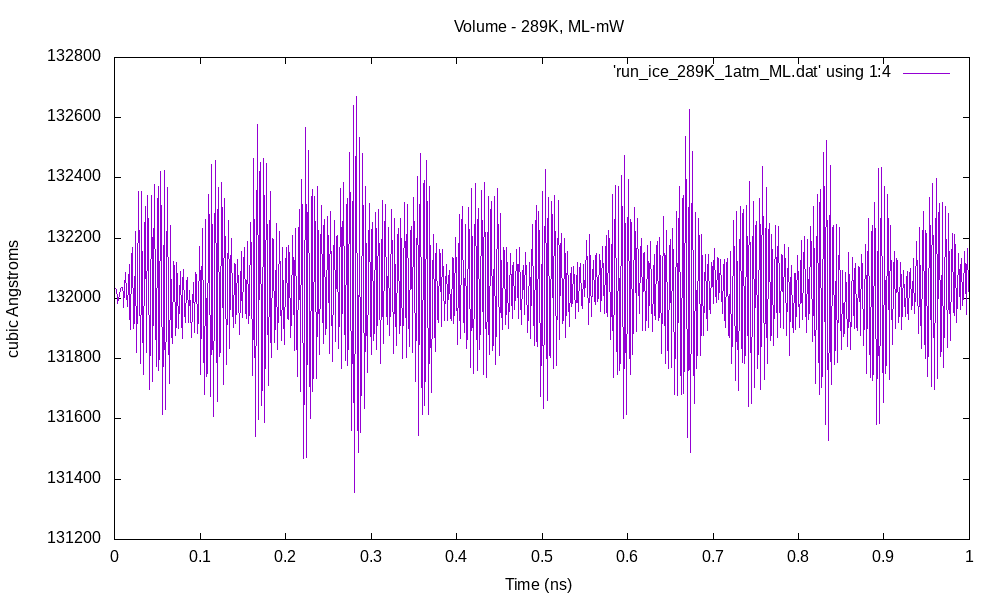 Volume - 289K, ML-mW
'run_ice_289K_1atm_ML.dat' using 1:4
cubic Angstroms
132800
132600
132400
132200
132000
131800
131600
131400
131200
0 0.1 0.2 0.3 0.4 0.5 0.6 0.7 0.8 0.9 1
Time (ns)